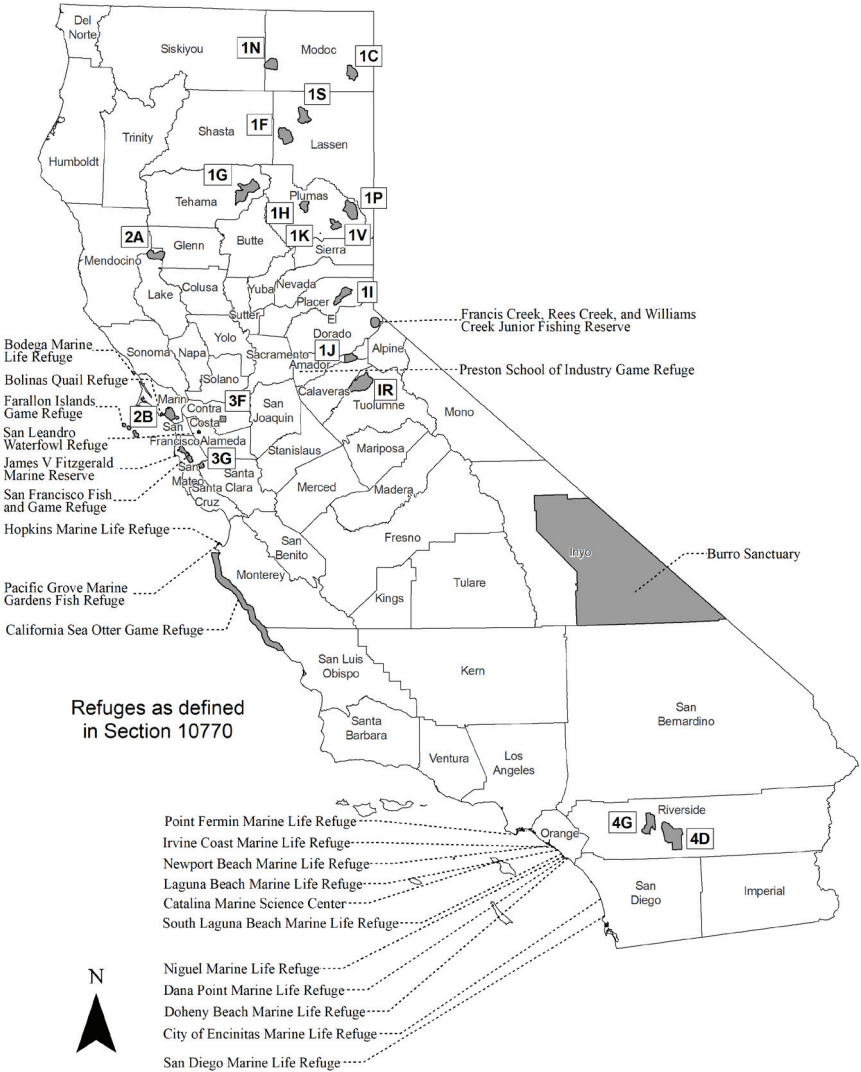 Del
Norte
Siskiyou
1N
Modoc
1C
1S
Humboldt
Trinity
Shasta
1F
Lassen
1G
Tehama
Plumas
1P
1H
1K
1V
2A
Glenn
Butte
Sierra
Mendocino
Lake
Colusa
Yuba
Nevada
1I
Placer
Sutter
El
Dorado
Francis Creek, Rees Creek, and Williams
Creek Junior Fishing Reserve
Yolo
Bodega Marine
Life Refuge
Sonoma
Napa
Sacramento
1J
Amador
Alpine
Preston School of Industry Game Refuge
Bolinas Quail Refuge
Solano
Calaveras
IR
Marin
Farallon Islands
Game Refuge
2B
Contra
Costa
3F
San
Joaquin
Tuolumne
Mono
San
Francisco
Alameda
San Leandro
Waterfowl Refuge
Stanislaus
Mariposa
James V Fitzgerald
Marine Reserve
3G
San
Mateo
Santa
Clara
San Francisco Fish
and Game Refuge
Santa
Cruz
Merced
Madera
Hopkins Marine Life Refuge
San
Benito
Fresno
Inyo
Burro Sanctuary
Pacific Grove Marine
Gardens Fish Refuge
Monterey
Kings
Tulare
California Sea Otter Game Refuge
San Luis
Obispo
Kern
San
Bernardino
Refuges as defined
in Section 10770
Santa
Barbara
Ventura
Los
Angeles
Point Fermin Marine Life Refuge
Orange
4G
Riverside
4D
Irvine Coast Marine Life Refuge
Newport Beach Marine Life Refuge
Laguna Beach Marine Life Refuge
Catalina Marine Science Center
South Laguna Beach Marine Life Refuge
San
Diego
Imperial
Niguel Marine Life Refuge
Dana Point Marine Life Refuge
Doheny Beach Marine Life Refuge
City of Encinitas Marine Life Refuge
San Diego Marine Life Refuge
N